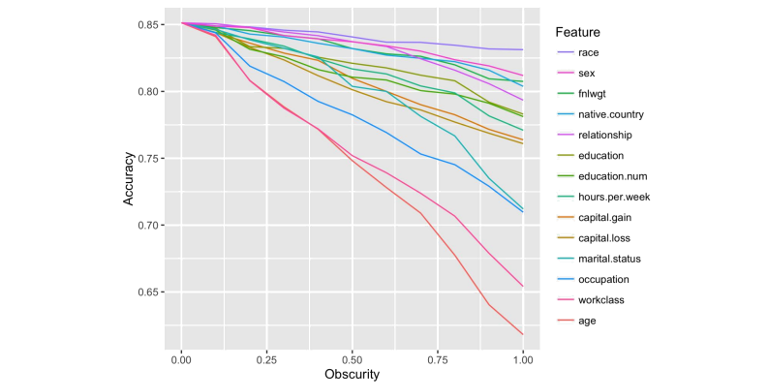 0.85
0.80
0.75
0.70
0.65
Accuracy
0.00 0.25 0.50 0.75 1.00
Obscurity
Feature
race
sex
fnlwgt
native.country
relationship
education
education.num
hours.per.week
capital.gain
capital.loss
marital.status
occupation
workclass
age